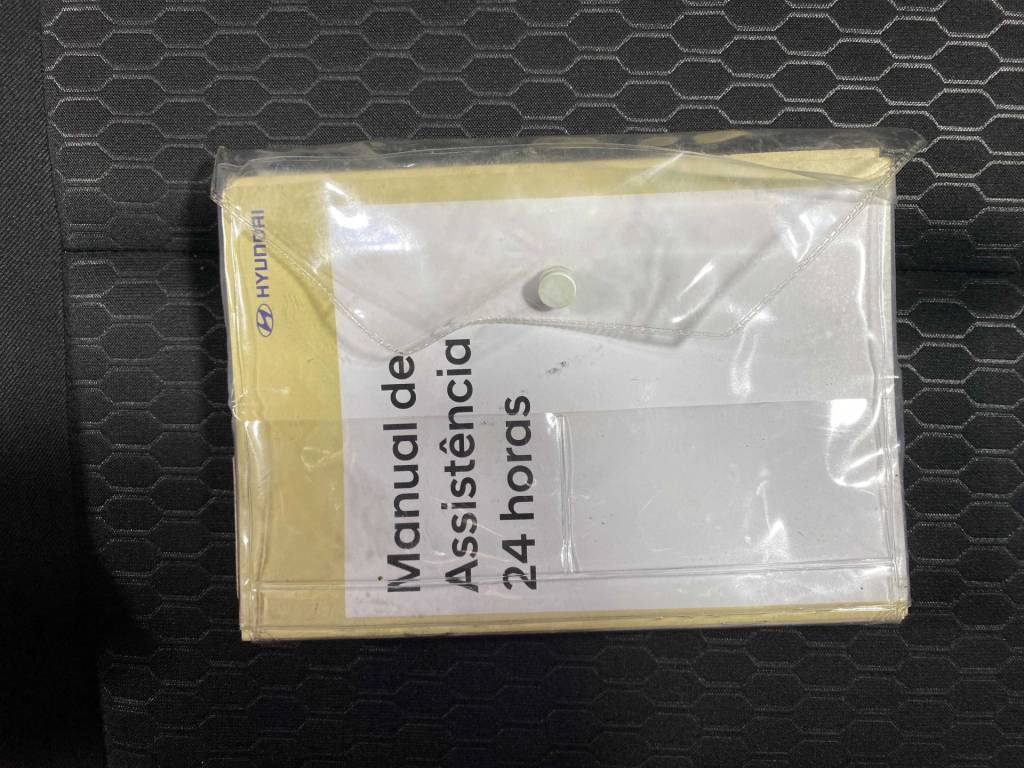 HYUNDAI
Manual de
Assistência
24 horas